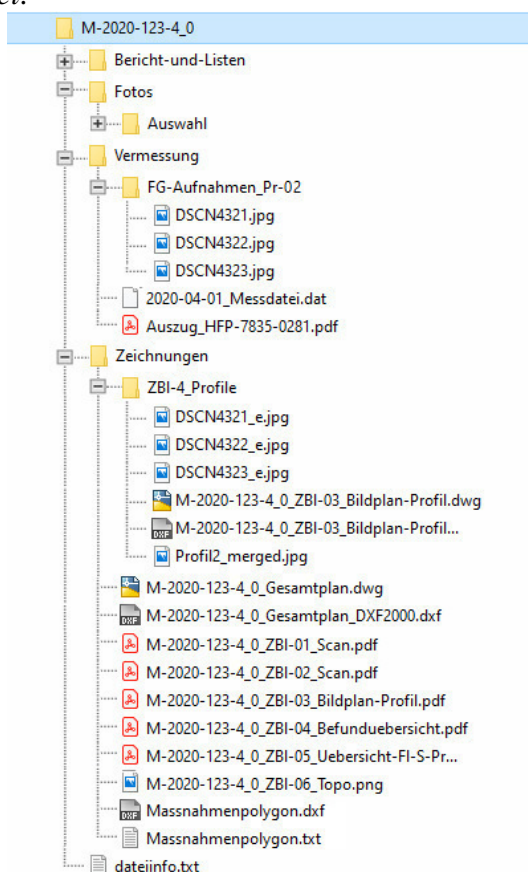 M-2020-123-4_0
Bericht-und-Listen
Fotos
Auswahl
Vermessung
FG-Aufnahmen_Pr-02
DSCN4321.jpg
DSCN4322.jpg
DSCN4323.jpg
2020-04-01_Messdatei.dat
Auszug_HFP-7835-0281.pdf
Zeichnungen
ZBI-4_Profile
DSCN4321_e.jpg
DSCN4322_e.jpg
DSCN4323_e.jpg
M-2020-123-4_0_ZBI-03_Bildplan-Profil.dwg
M-2020-123-4_0_ZBI-03_Bildplan-Profil...
Profil2_merged.jpg
M-2020-123-4_0_Gesamtplan.dwg
M-2020-123-4_0_Gesamtplan_DXF2000.dxf
M-2020-123-4_0_ZBI-01_Scan.pdf
M-2020-123-4_0_ZBI-02_Scan.pdf
M-2020-123-4_0_ZBI-03_Bildplan-Profil.pdf
M-2020-123-4_0_ZBI-04_Befunduebersicht.pdf
M-2020-123-4_0_ZBI-05_Uebersicht-FI-S-Pr...
M-2020-123-4_0_ZBI-06_Topo.png
Massnahmenpolygon.dxf
Massnahmenpolygon.txt
dateiinfo.txt